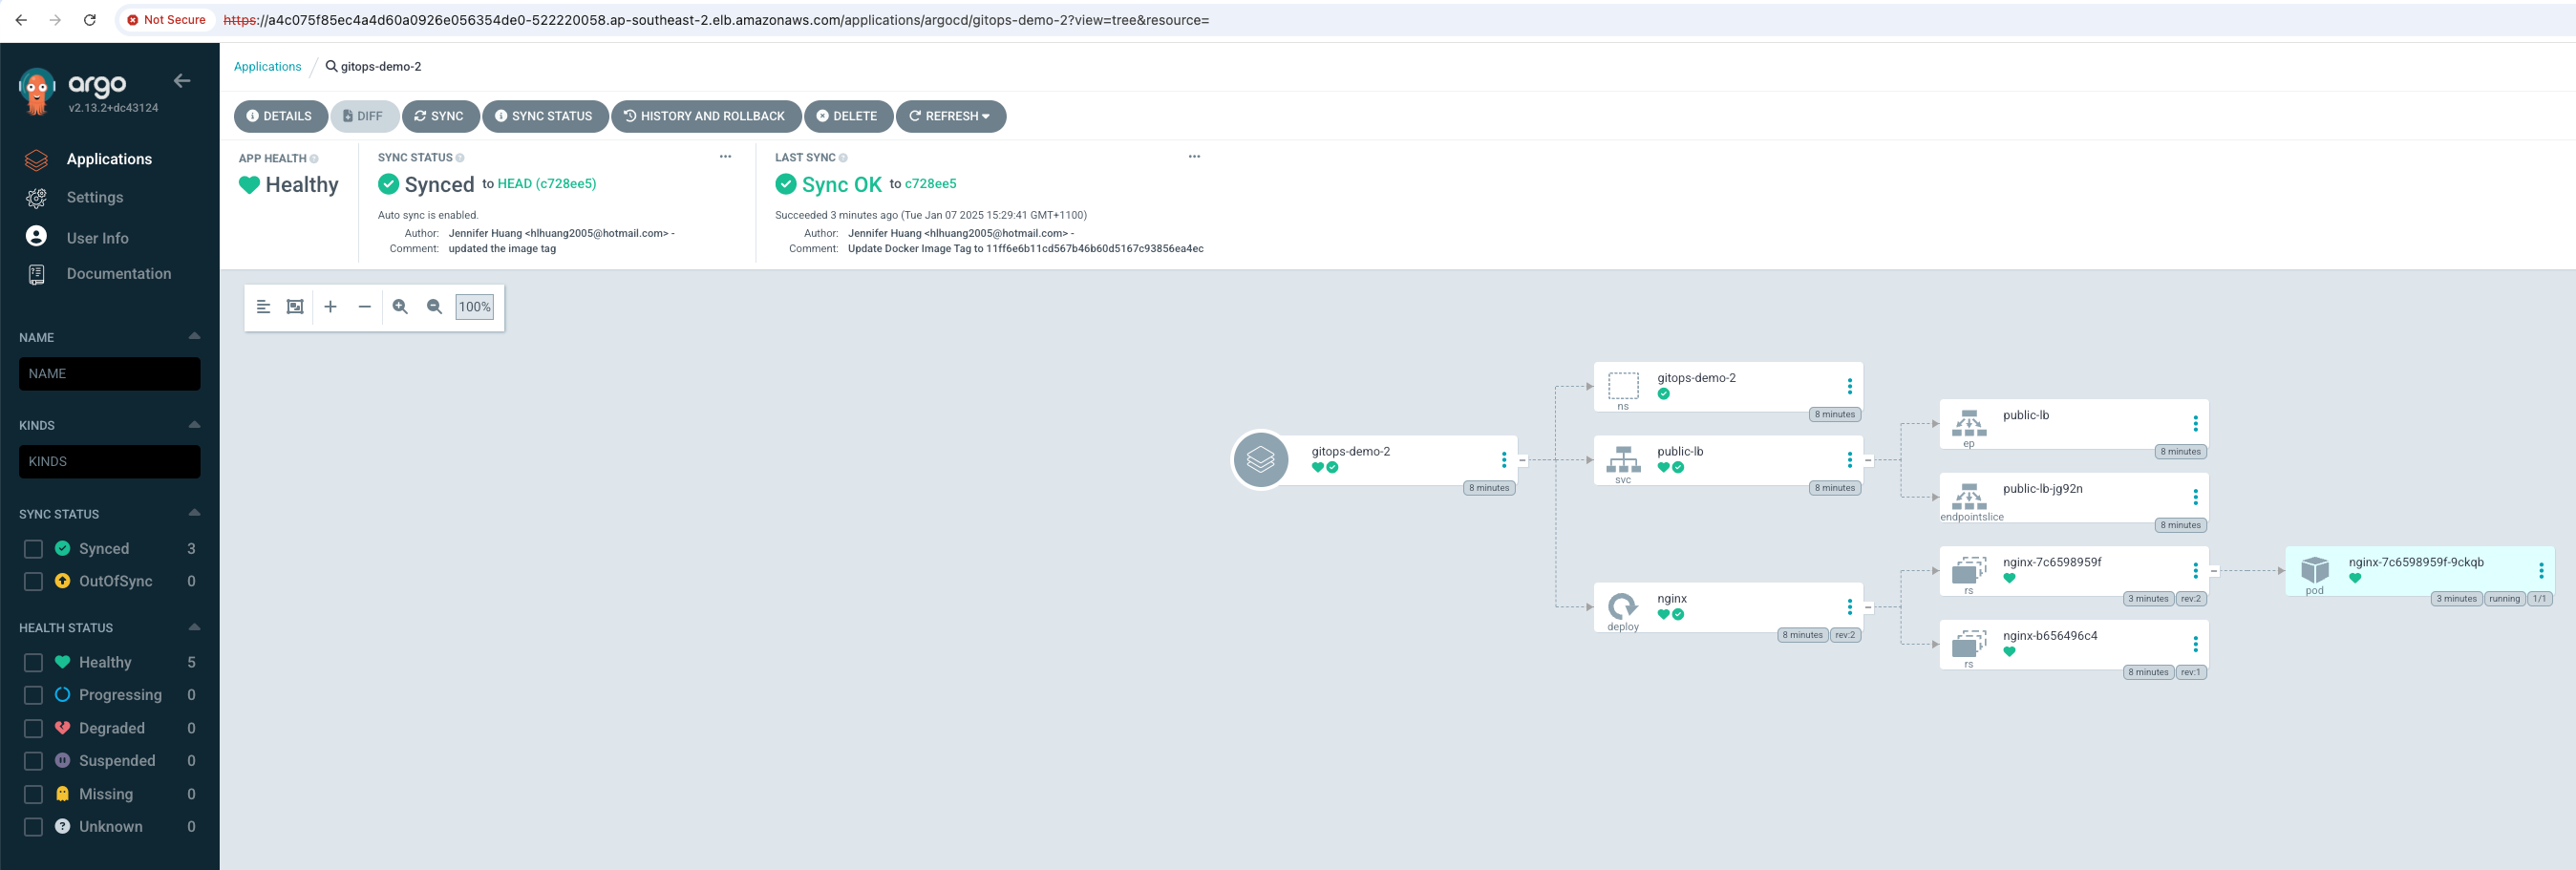 Not Secure https://a4c075f85ec4a4d60a0926e056354de0-522220058.ap-southeast-2.elb.amazonaws.com/applications/argocd/gitops-demo-2?view=tree&resource=
argo
v2.13.2+dc43124
Applications
Settings
User Info
Documentation
NAME
NAME
KINDS
KINDS
SYNC STATUS
Synced 3
OutOfSync 0
HEALTH STATUS
Healthy 5
Progressing 0
Degraded 0
Suspended 0
Missing 0
Unknown 0
Applications / gitops-demo-2
DETAILS DIFF SYNC SYNC STATUS HISTORY AND ROLLBACK DELETE REFRESH
APP HEALTH
Healthy
SYNC STATUS
Synced to HEAD (c728ee5)
Auto sync is enabled.
Author: Jennifer Huang <hlhuang2005@hotmail.com> -
Comment: updated the image tag
LAST SYNC
Sync OK to c728ee5
Succeeded 3 minutes ago (Tue Jan 07 2025 15:29:41 GMT+1100)
Author: Jennifer Huang <hlhuang2005@hotmail.com> -
Comment: Update Docker Image Tag to 11ff6e6b11cd567b46b60d5167c93856ea4ec
100%
gitops-demo-2
8 minutes
gitops-demo-2
ns
8 minutes
public-lb
svc
8 minutes
nginx
deploy
8 minutes rev:2
public-lb
ep
8 minutes
public-lb-jg92n
endpointslice
8 minutes
nginx-7c6598959f
rs
3 minutes rev:2
nginx-b656496c4
rs
8 minutes rev:1
nginx-7c6598959f-9ckqb
pod
3 minutes running 1/1